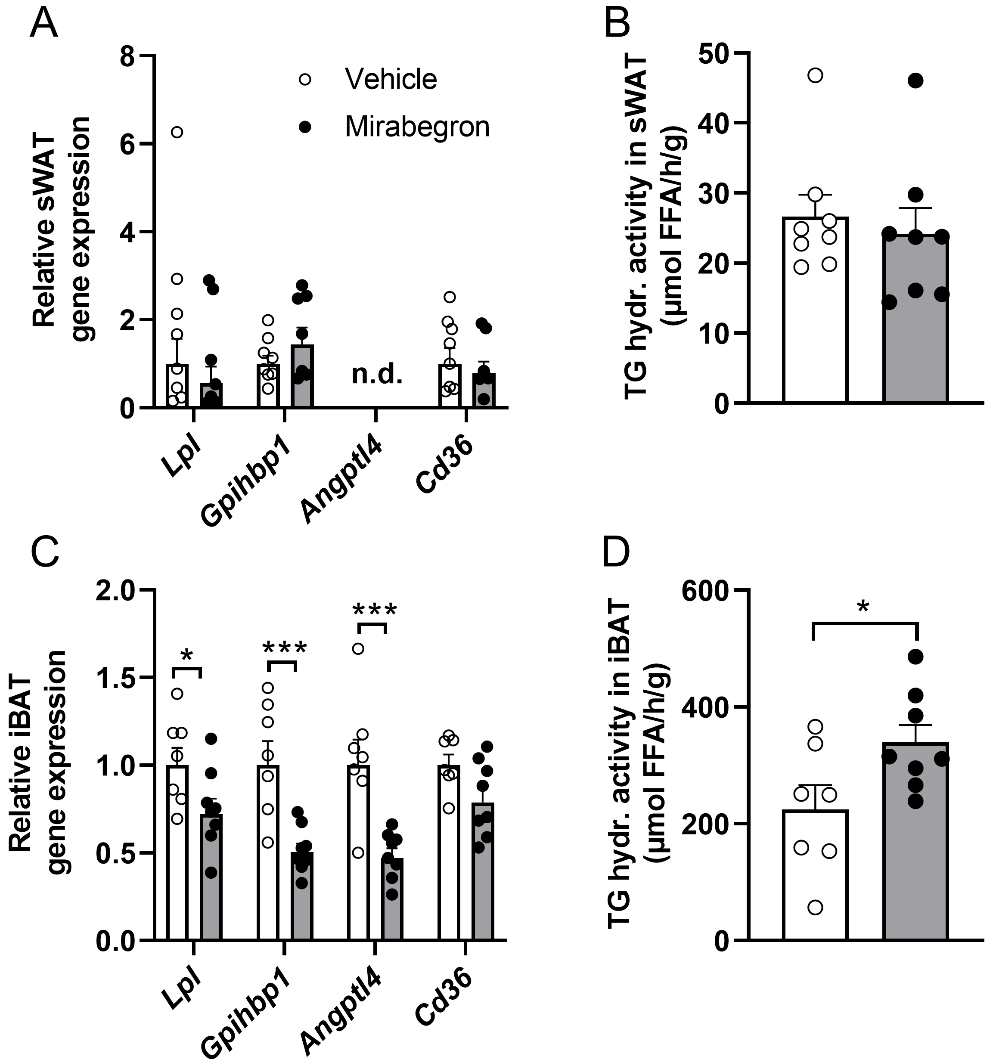 A
Relative sWAT
gene expression
8
6
4
2
0
Vehicle
Mirabegron
n.d.
Lpl
Gpihbp1
Angptl4
Cd36
B
TG hydr. activity in sWAT
(µmol FFA/h/g)
50
40
30
20
10
0
C
Relative iBAT
gene expression
2.0
1.5
1.0
0.5
0.0
*
***
***
Lpl
Gpihbp1
Angptl4
Cd36
D
TG hydr. activity in iBAT
(µmol FFA/h/g)
600
400
200
0
*